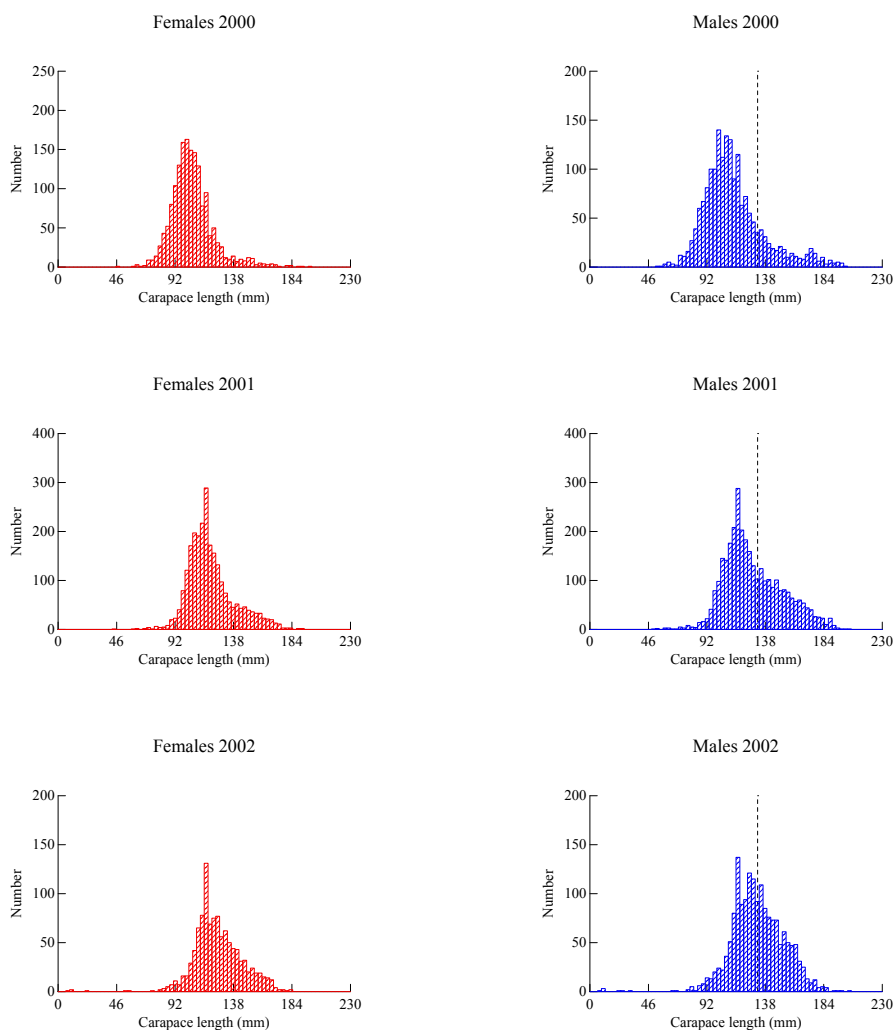 Females 2000
Males 2000
250
200
150
100
50
0
Number
0 46 92 138 184 230
Carapace length (mm)
200
150
100
50
0
Number
0 46 92 138 184 230
Carapace length (mm)
Females 2001
Males 2001
400
300
200
100
0
Number
0 46 92 138 184 230
Carapace length (mm)
400
300
200
100
0
Number
0 46 92 138 184 230
Carapace length (mm)
Females 2002
Males 2002
200
150
100
50
0
Number
0 46 92 138 184 230
Carapace length (mm)
200
150
100
50
0
Number
0 46 92 138 184 230
Carapace length (mm)